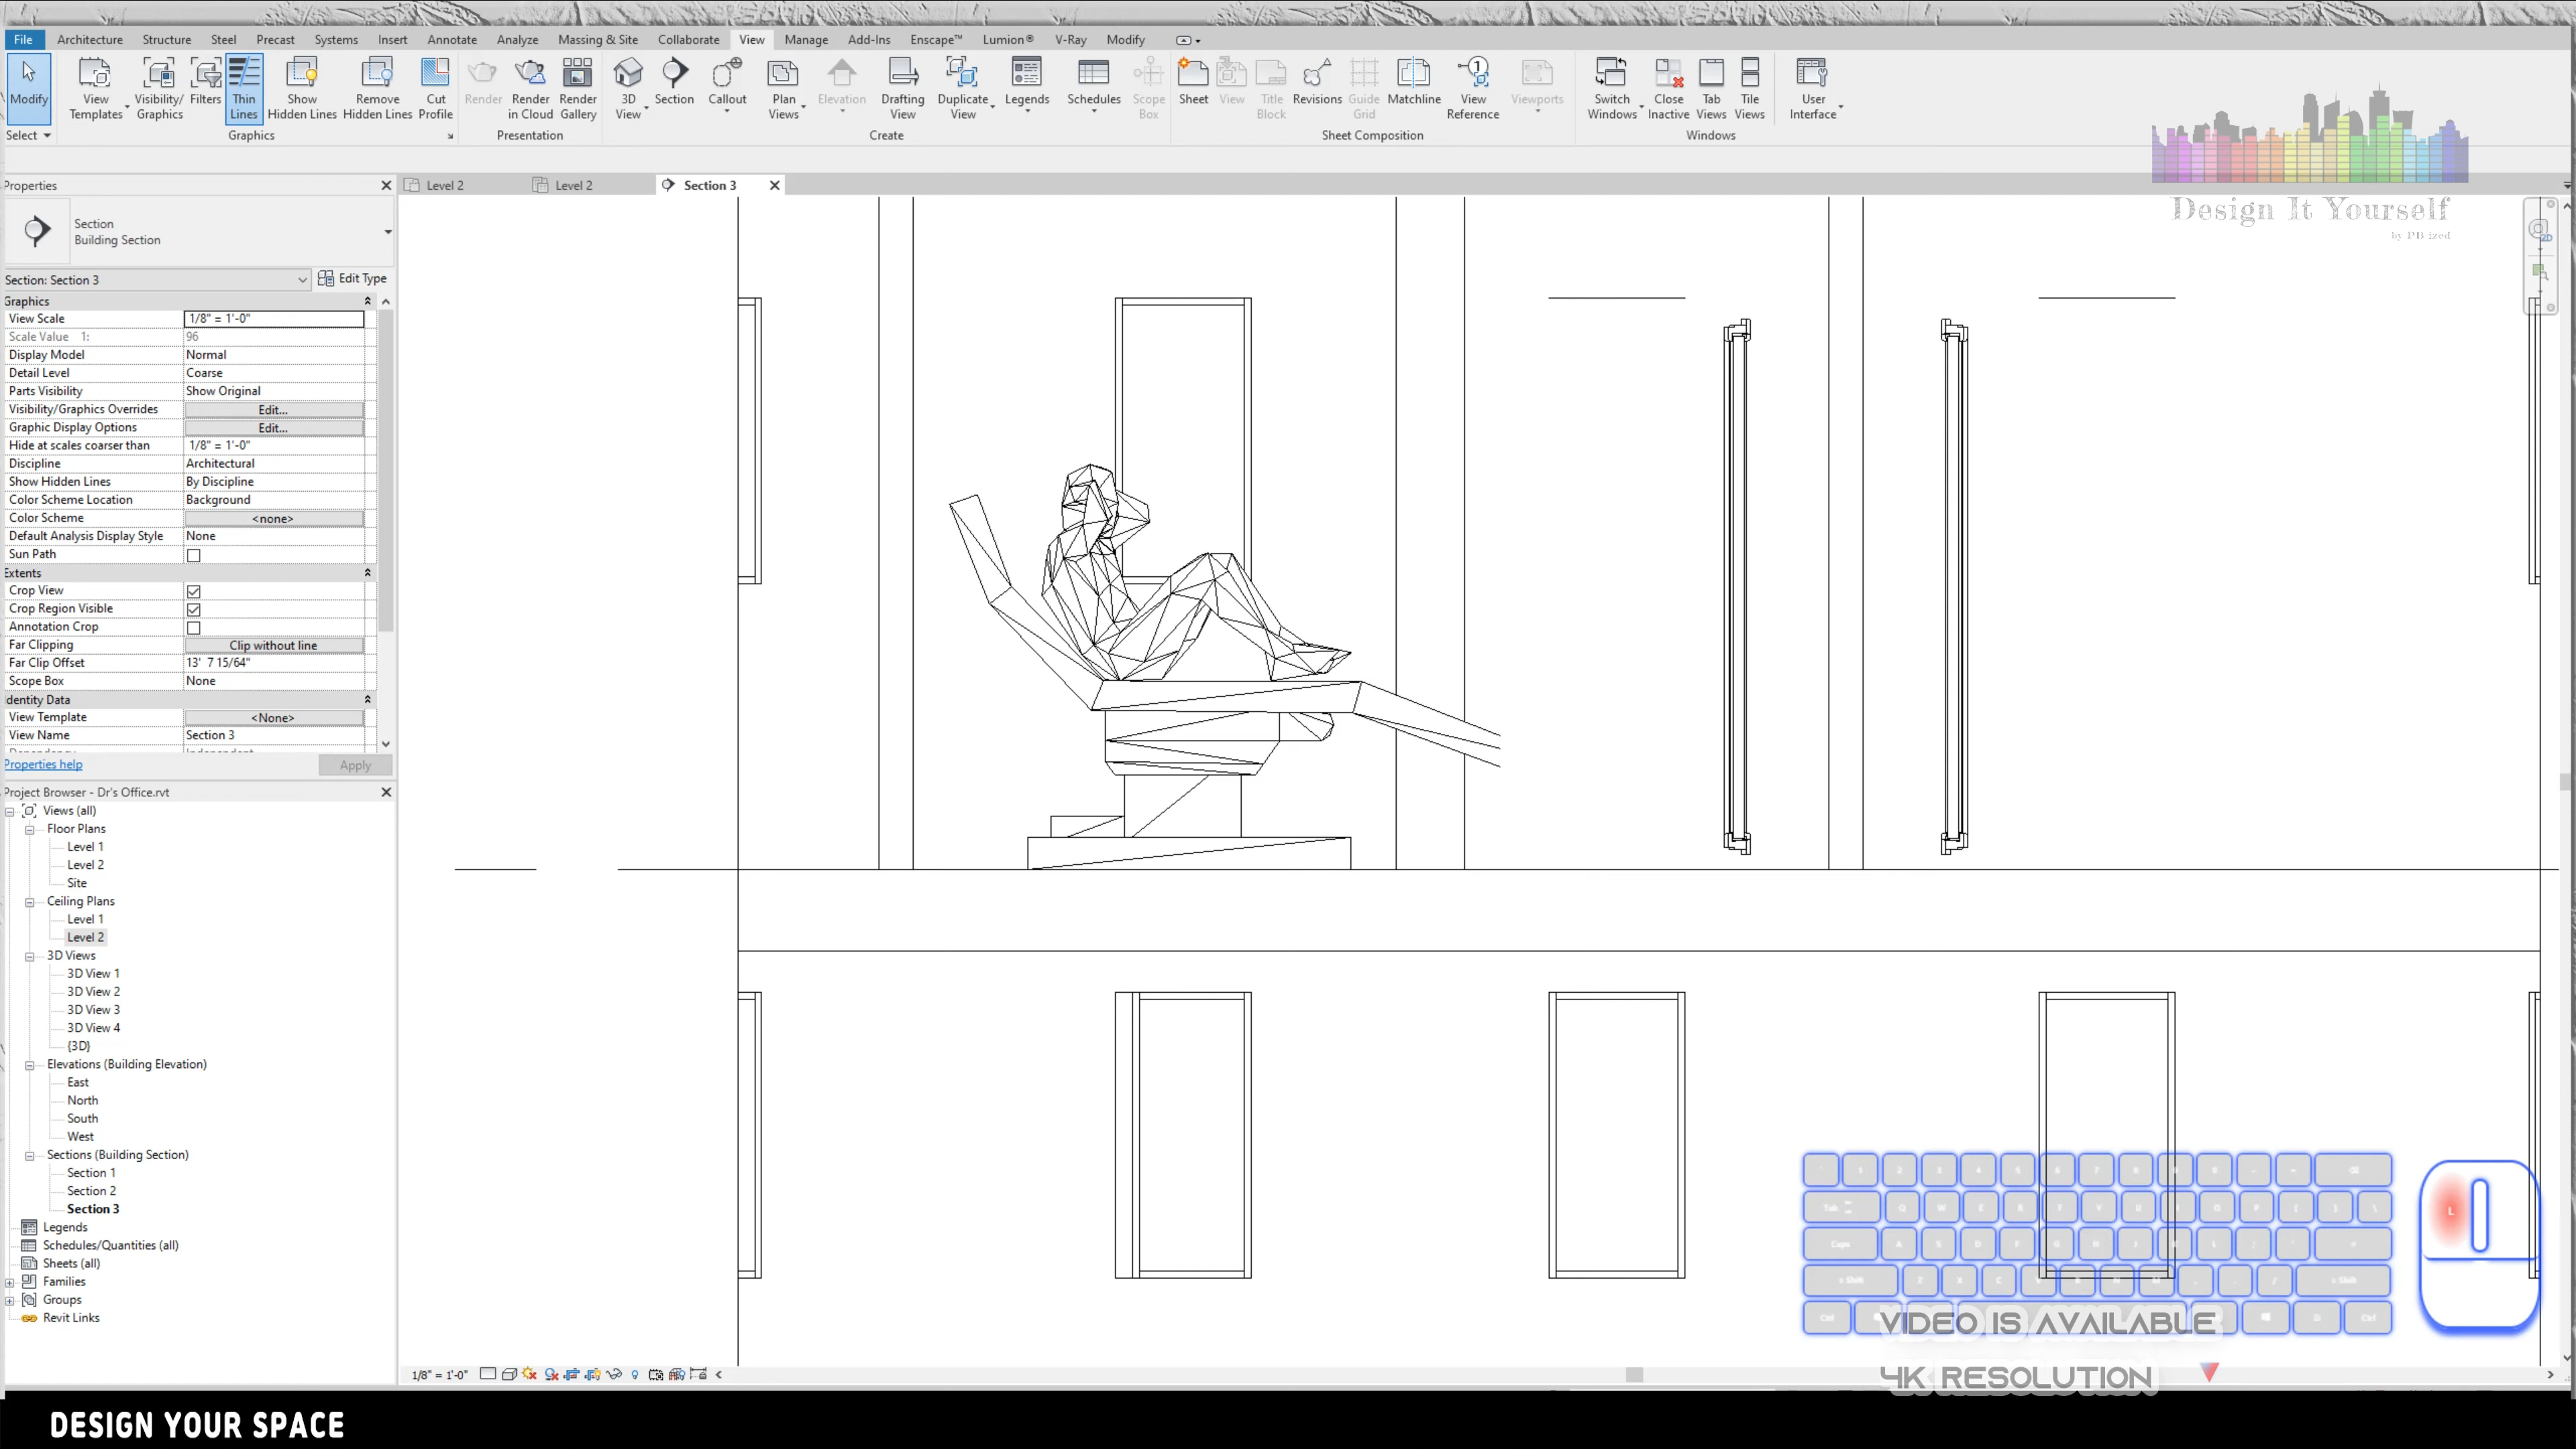 File Architecture Structure Steel Precast Systems Insert Annotate Analyze Massing & Site Collaborate View Manage Add-Ins Enscape™ Lumion® V-Ray Modify
Modify
View Templates
Visibility/ Graphics
Filters
Thin Lines
Show Hidden Lines
Remove Hidden Lines
Cut Profile
Render
Render in Cloud
Render Gallery
3D View
Section
Callout
Plan Views
Elevation
Drafting View
Duplicate View
Legends
Schedules
Scope Box
Sheet
View
Title Block
Revisions
Guide Grid
Matchline
View Reference
Viewports
Switch Windows
Close Inactive
Tab Views
Tile Views
User Interface
Select Graphics Presentation Create Sheet Composition Windows
Design It Yourself
by PB ized
Properties
Level 2 Level 2 Section 3
Section
Building Section
Section: Section 3 Edit Type
Graphics
View Scale 1/8" = 1'-0"
Scale Value 1: 96
Display Model Normal
Detail Level Coarse
Parts Visibility Show Original
Visibility/Graphics Overrides Edit...
Graphic Display Options Edit...
Hide at scales coarser than 1/8" = 1'-0"
Discipline Architectural
Show Hidden Lines By Discipline
Color Scheme Location Background
Color Scheme <none>
Default Analysis Display Style None
Sun Path
Extents
Crop View
Crop Region Visible
Annotation Crop
Far Clipping Clip without line
Far Clip Offset 13' 7 15/64"
Scope Box None
Identity Data
View Template <None>
View Name Section 3
Dependency Independent
Properties help Apply
Project Browser - Dr's Office.rvt
Views (all)
Floor Plans
Level 1
Level 2
Site
Ceiling Plans
Level 1
Level 2
3D Views
3D View 1
3D View 2
3D View 3
3D View 4
{3D}
Elevations (Building Elevation)
East
North
South
West
Sections (Building Section)
Section 1
Section 2
Section 3
Legends
Schedules/Quantities (all)
Sheets (all)
Families
Groups
Revit Links
1/8" = 1'-0"
L
VIDEO IS AVAILABLE
4K RESOLUTION
DESIGN YOUR SPACE